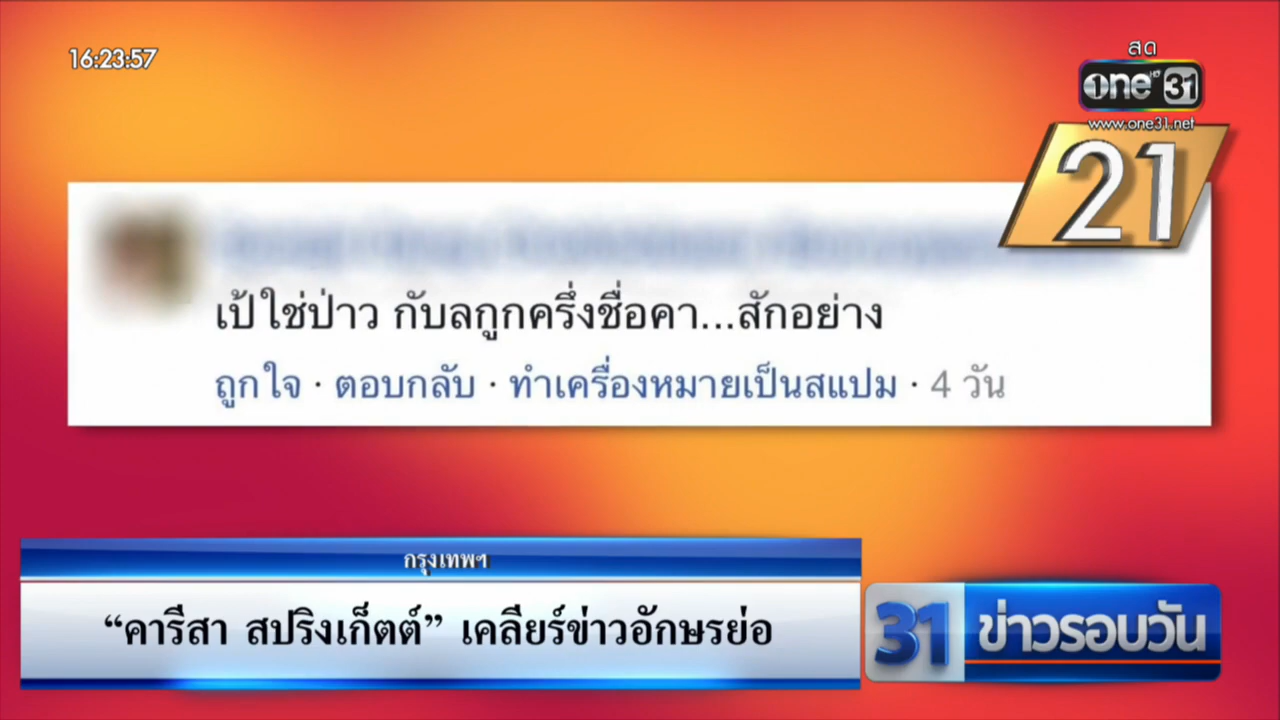 16:23:57
สด
one HD 31
www.one31.net
21
เป้ใช่ป่าว กับลกูกครึ่งชื่อคา...สักอย่าง
ถูกใจ · ตอบกลับ · ทำเครื่องหมายเป็นสแปม · 4 วัน
กรุงเทพฯ
“คารีสา สปริงเก็ตต์” เคลียร์ข่าวอักษรย่อ
31 ข่าวรอบวัน